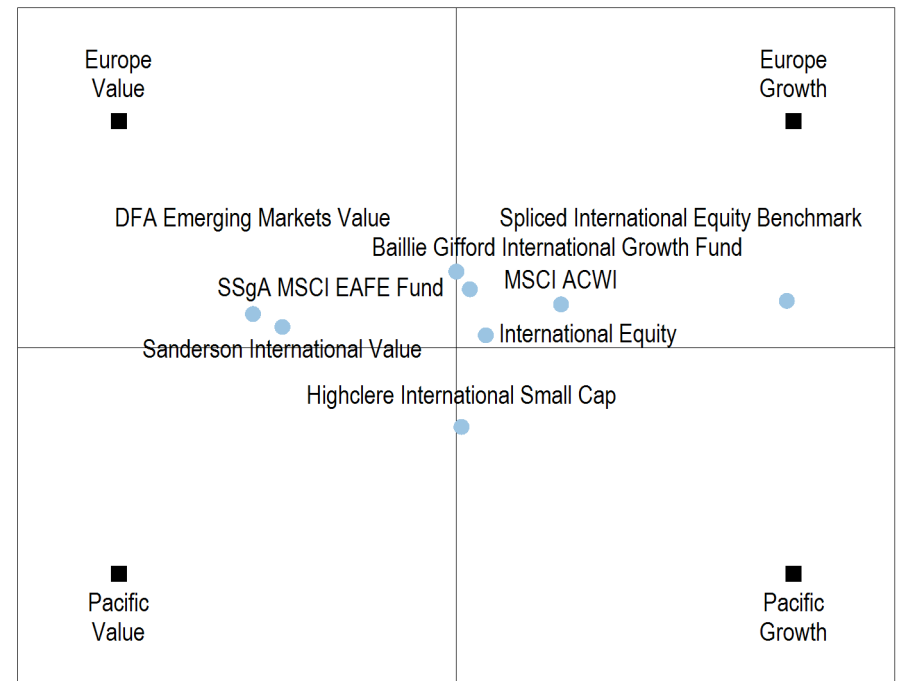 Europe
Value
Europe
Growth
DFA Emerging Markets Value
Spliced International Equity Benchmark
Baillie Gifford International Growth Fund
MSCI ACWI
SSgA MSCI EAFE Fund
International Equity
Sanderson International Value
Highclere International Small Cap
Pacific
Value
Pacific
Growth